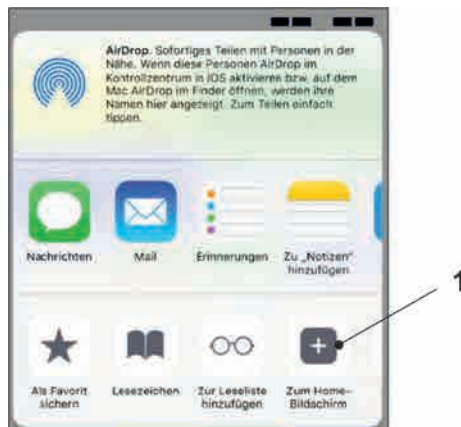 AirDrop. Sofortiges Teilen mit Personen in der
Nähe. Wenn diese Personen AirDrop im
Kontrollzentrum in iOS aktivieren bzw. auf dem
Mac AirDrop im Finder öffnen, werden ihre
Namen hier angezeigt. Zum Teilen einfach
tippen.
Nachrichten
Mail
Erinnerungen
Zu „Notizen“
hinzufügen
1
Als Favorit
sichern
Lesezeichen
Zur Leseliste
hinzufügen
Zum Home-
Bildschirm